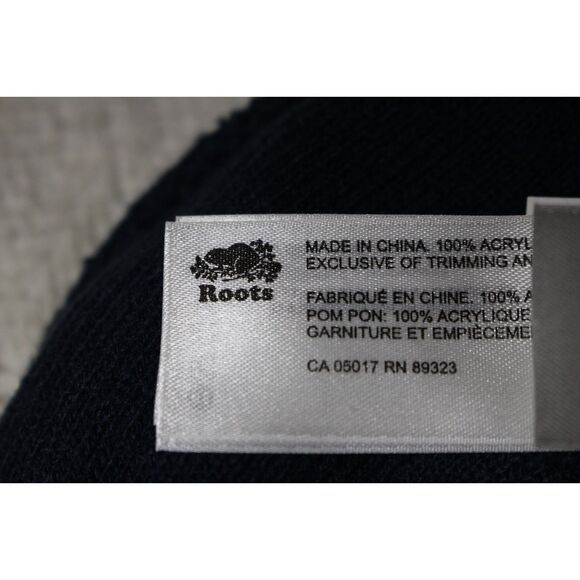 Roots
MADE IN CHINA. 100% ACRYL
EXCLUSIVE OF TRIMMING AN
FABRIQUÉ EN CHINE. 100% A
POM PON: 100% ACRYLIQUE
GARNITURE ET EMPIÈCEME
CA 05017 RN 89323